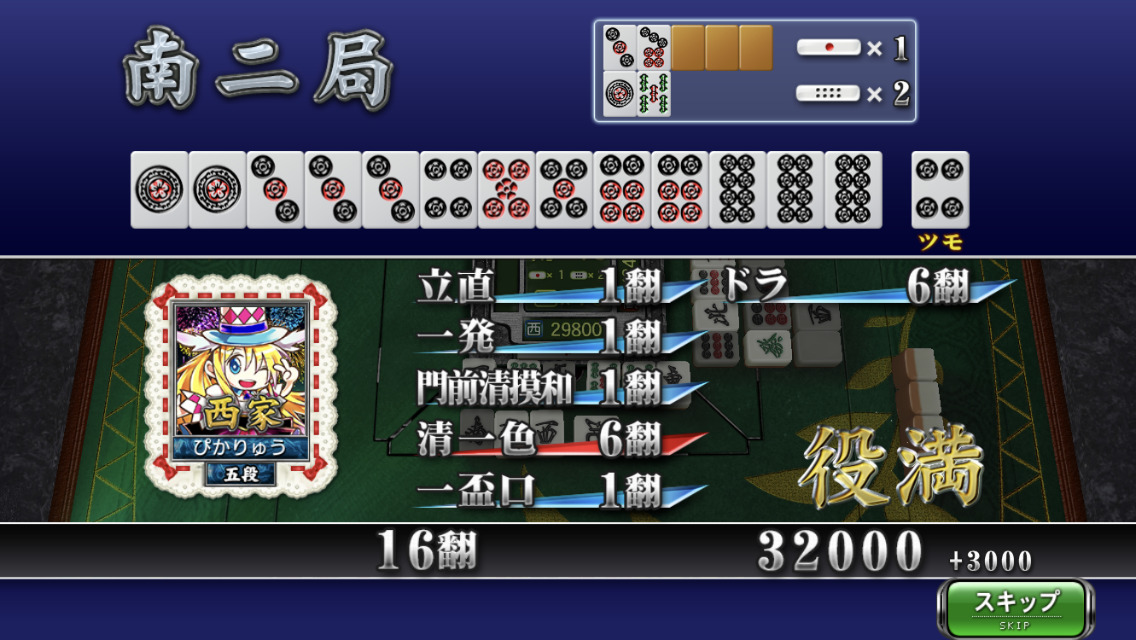 南二局
× 1
× 2
ツモ
立直 1翻
ドラ 6翻
一発 1翻
西 29800
門前清摸和 1翻
清一色 6翻
一盃口 1翻
西家
ぴかりゅう
五段
役満
16翻
32000 +3000
スキップ
SKIP